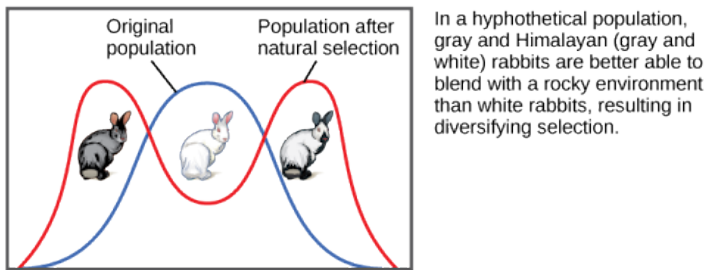 Original
population
Population after
natural selection
In a hyphothetical population,
gray and Himalayan (gray and
white) rabbits are better able to
blend with a rocky environment
than white rabbits, resulting in
diversifying selection.